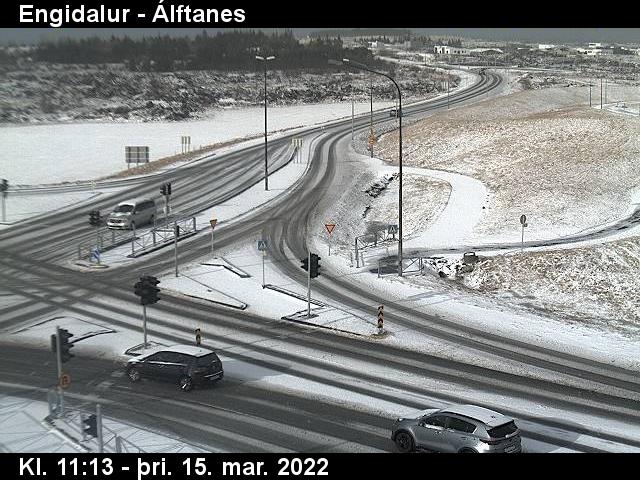 Engidalur - Álftanes
Kl. 11:13 - þri. 15. mar. 2022